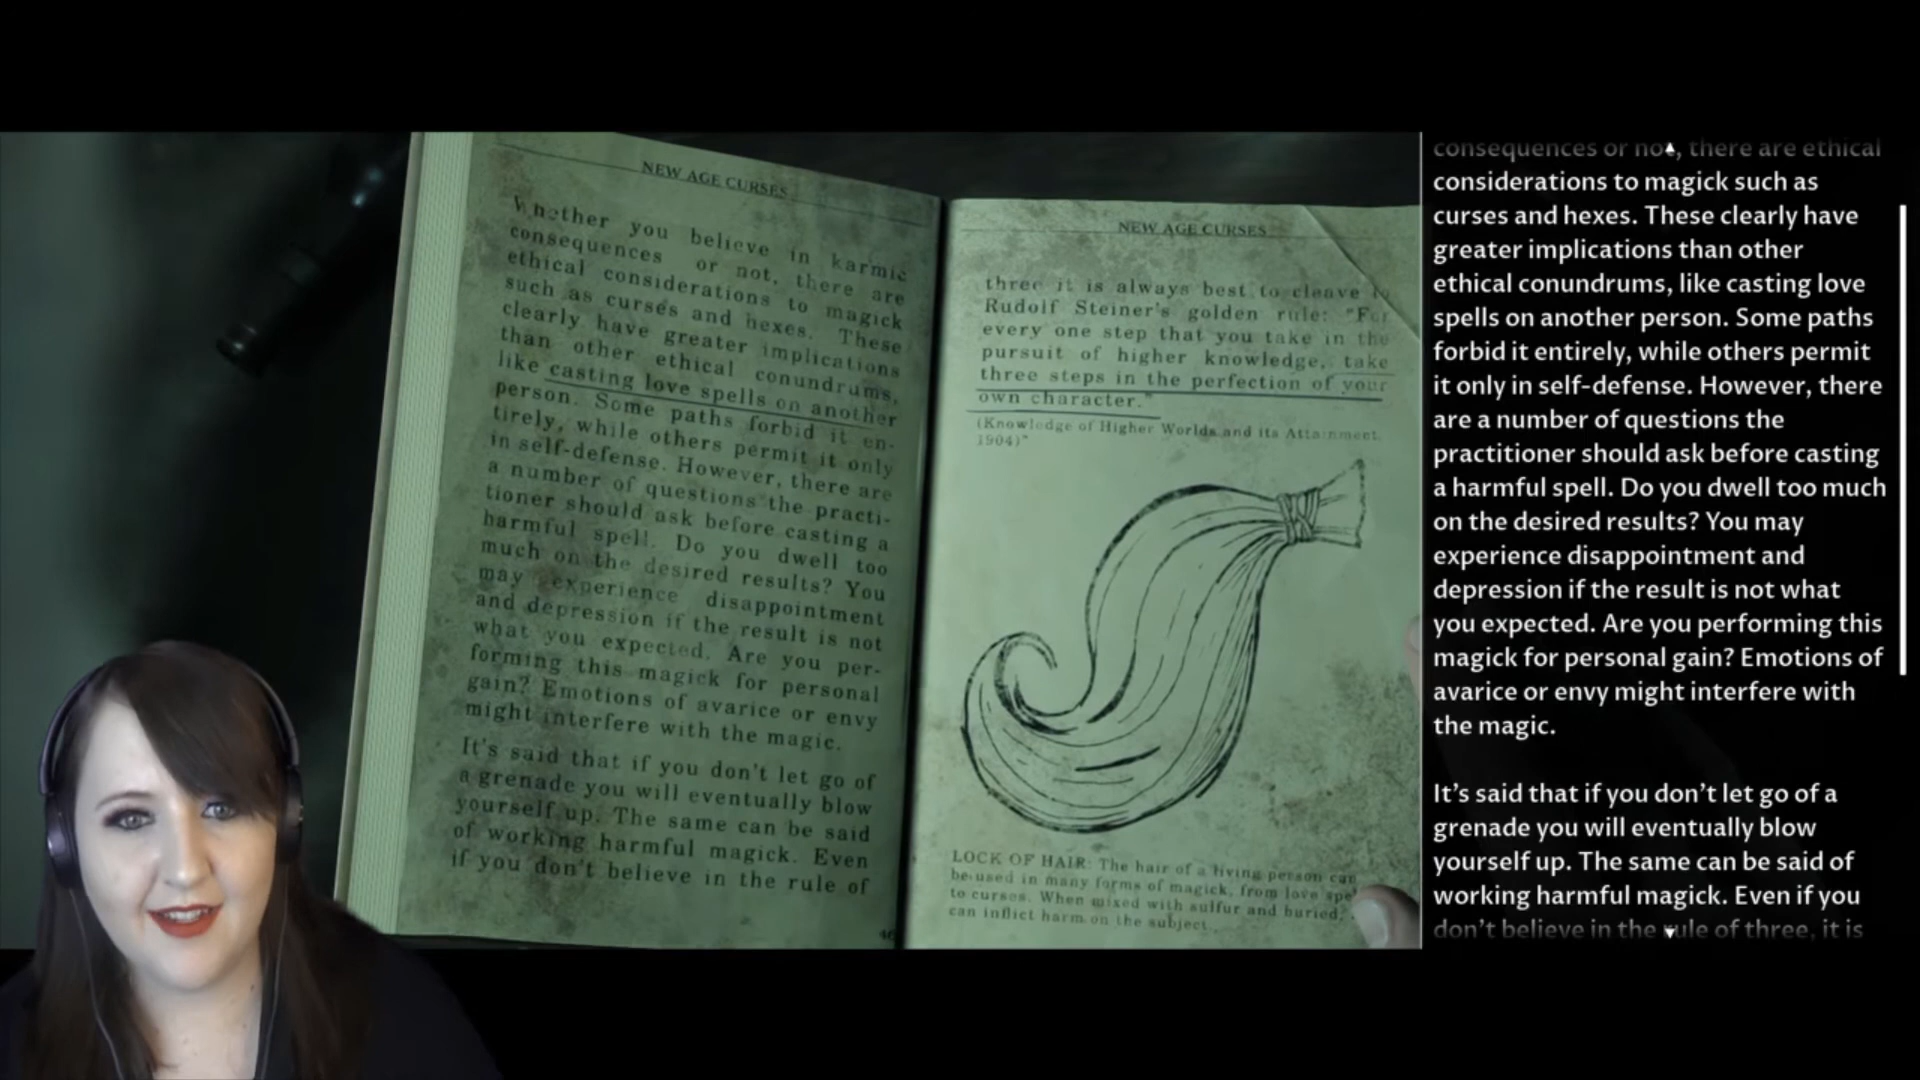 NEW AGE CURSES
Whether you believe in karmic
consequences or not, there are
ethical considerations to magick
such as curses and hexes. These
clearly have greater implications
than other ethical conundrums,
like casting love spells on another
person. Some paths forbid it en-
tirely, while others permit it only
in self-defense. However, there are
a number of questions the practi-
tioner should ask before casting a
harmful spell. Do you dwell too
much on the desired results? You
may experience disappointment
and depression if the result is not
what you expected. Are you per-
forming this magick for personal
gain? Emotions of avarice or envy
might interfere with the magic.
It's said that if you don't let go of
a grenade you will eventually blow
yourself up. The same can be said
of working harmful magick. Even
if you don't believe in the rule of
46
NEW AGE CURSES
three it is always best to cleave to
Rudolf Steiner's golden rule: "For
every one step that you take in the
pursuit of higher knowledge, take
three steps in the perfection of your
own character."
(Knowledge of Higher Worlds and its Attainment,
1904)"
LOCK OF HAIR: The hair of a living person can
be used in many forms of magick, from love
to curses. When mixed with sulfur and buried,
can inflict harm on the subject.
consequences or not, there are ethical
considerations to magick such as
curses and hexes. These clearly have
greater implications than other
ethical conundrums, like casting love
spells on another person. Some paths
forbid it entirely, while others permit
it only in self-defense. However, there
are a number of questions the
practitioner should ask before casting
a harmful spell. Do you dwell too much
on the desired results? You may
experience disappointment and
depression if the result is not what
you expected. Are you performing this
magick for personal gain? Emotions of
avarice or envy might interfere with
the magic.
It's said that if you don't let go of a
grenade you will eventually blow
yourself up. The same can be said of
working harmful magick. Even if you
don't believe in the rule of three, it is